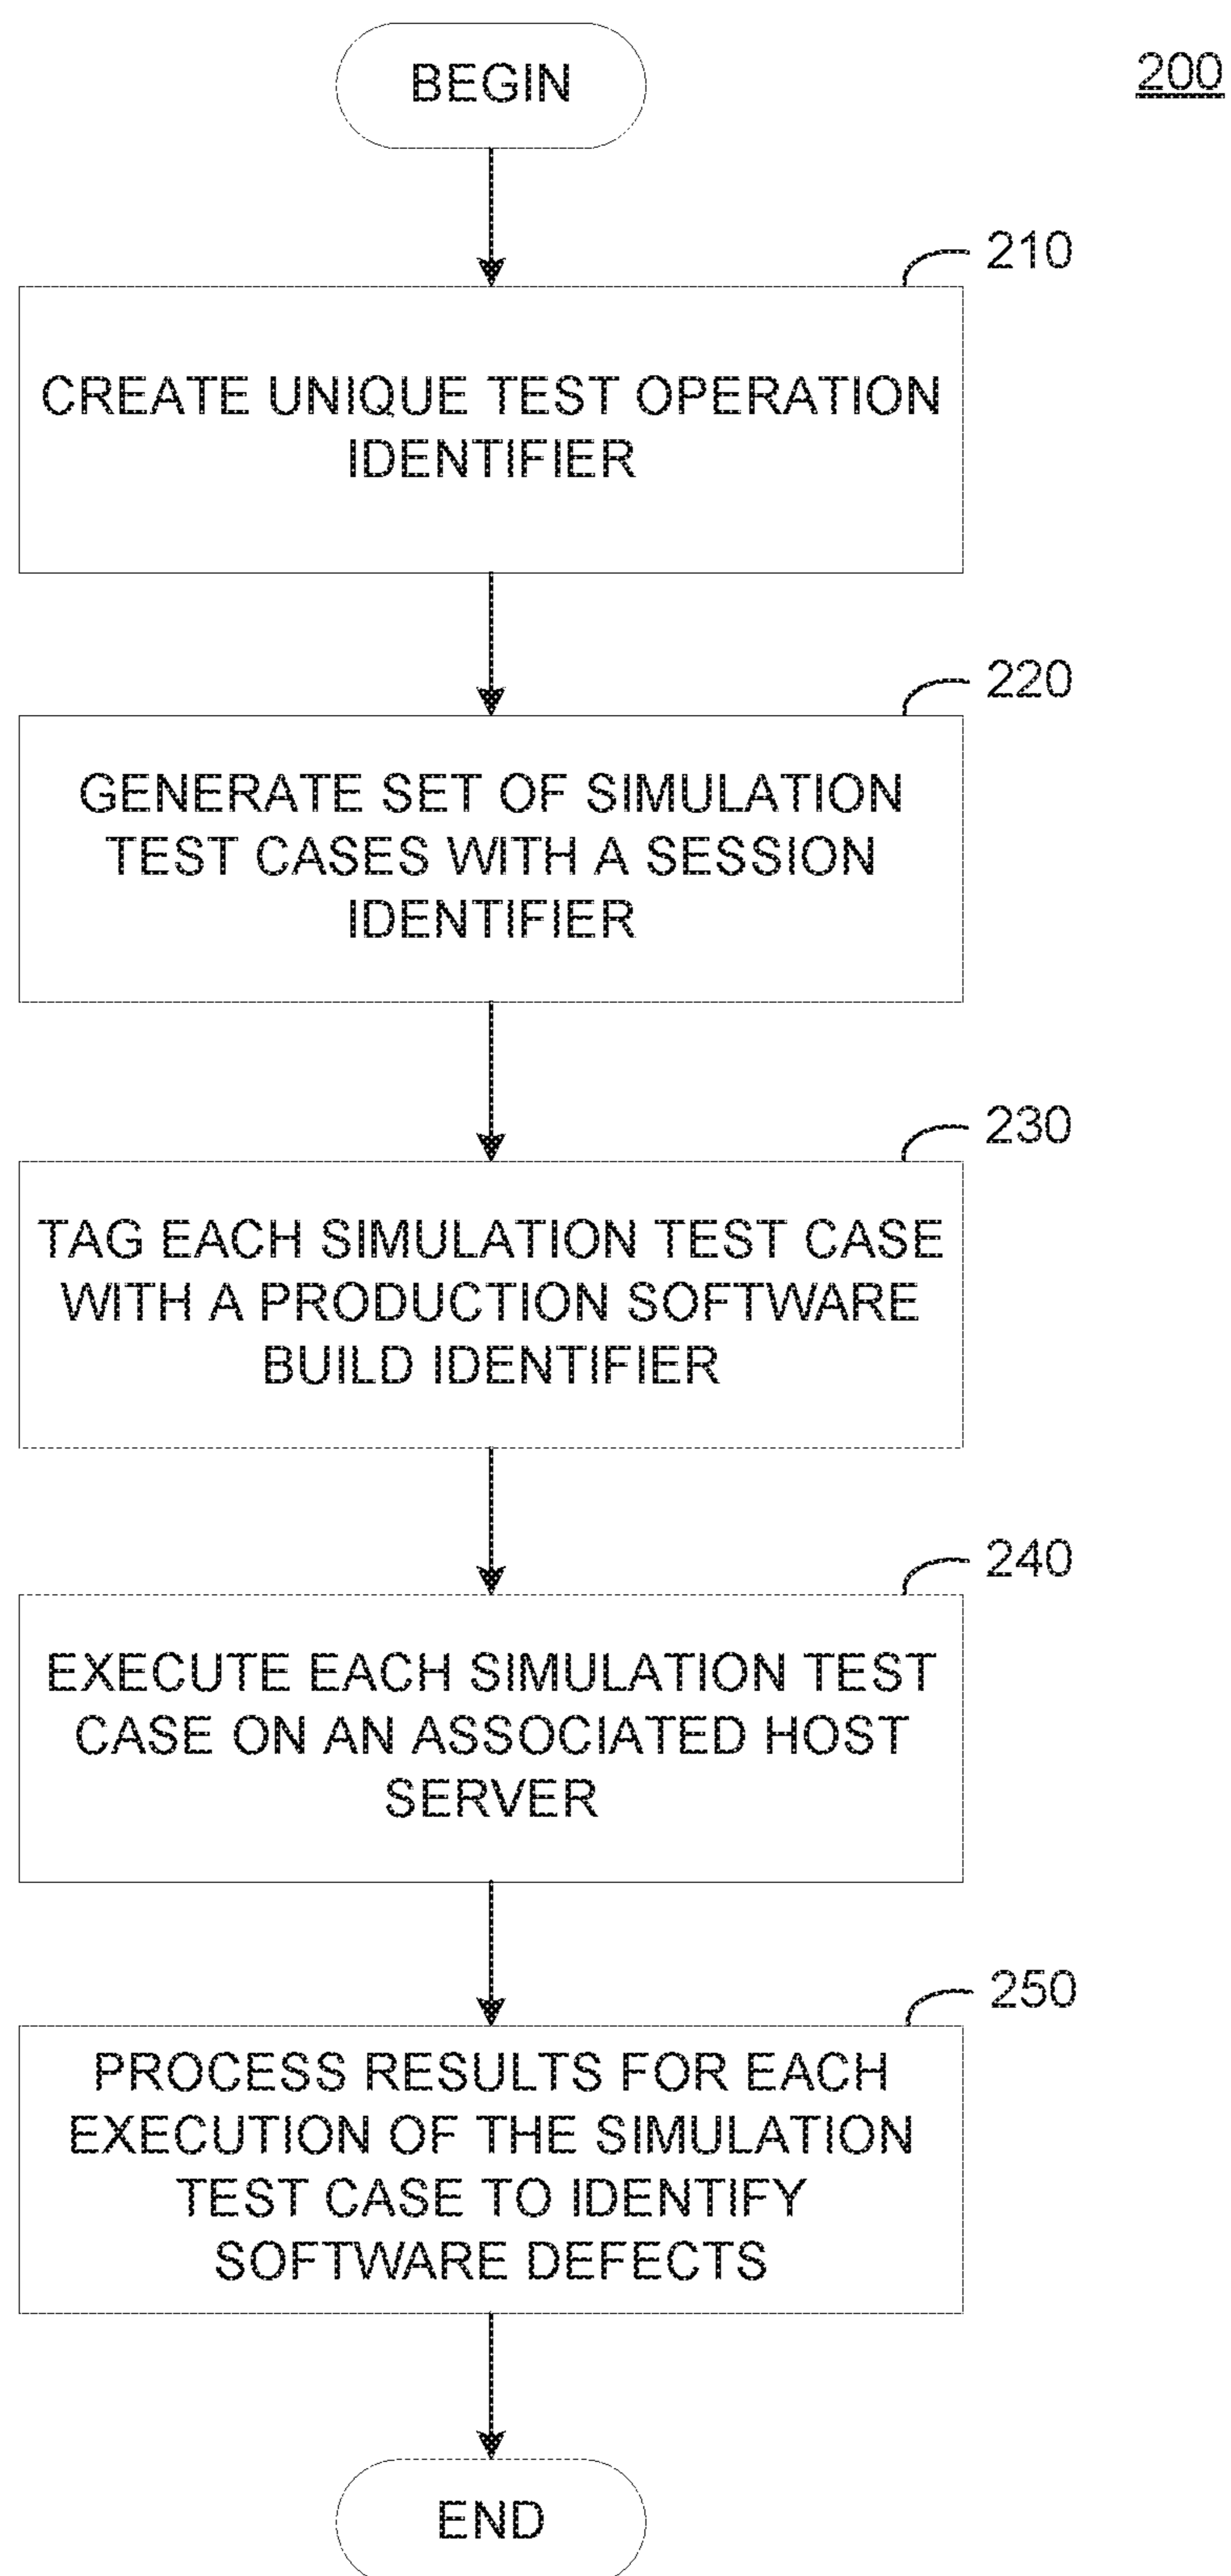 BEGIN
200
210
CREATE UNIQUE TEST OPERATION
IDENTIFIER
220
GENERATE SET OF SIMULATION
TEST CASES WITH A SESSION
IDENTIFIER
230
TAG EACH SIMULATION TEST CASE
WITH A PRODUCTION SOFTWARE
BUILD IDENTIFIER
240
EXECUTE EACH SIMULATION TEST
CASE ON AN ASSOCIATED HOST
SERVER
250
PROCESS RESULTS FOR EACH
EXECUTION OF THE SIMULATION
TEST CASE TO IDENTIFY
SOFTWARE DEFECTS
END